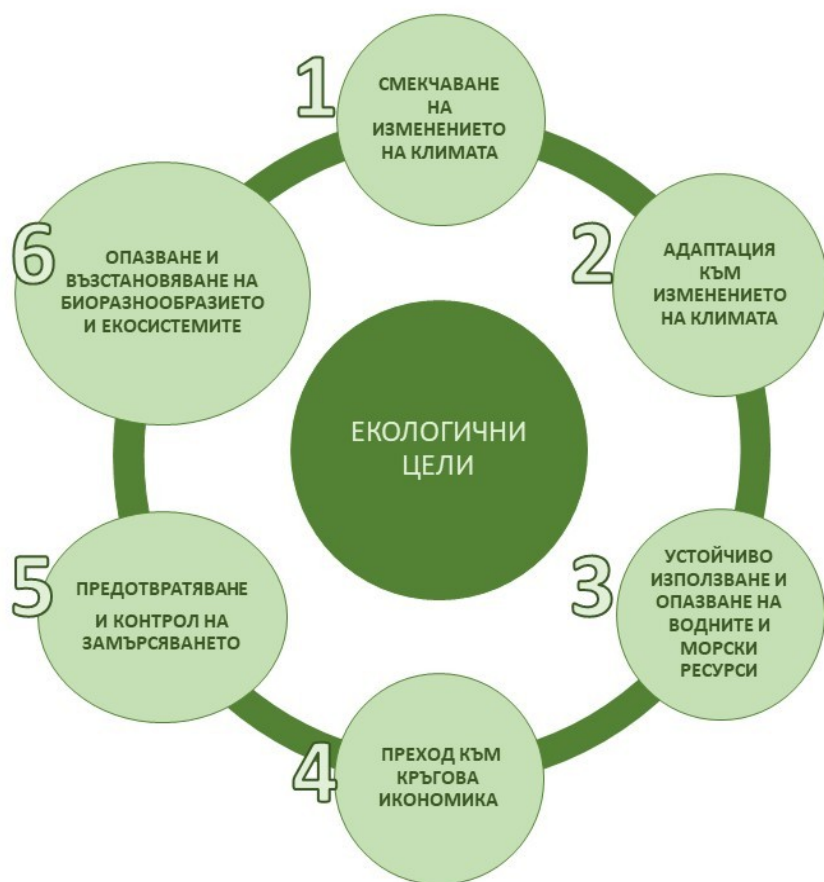 1
СМЕКЧАВАНЕ
НА
ИЗМЕНЕНИЕТО
НА КЛИМАТА
2
АДАПТАЦИЯ
КЪМ
ИЗМЕНЕНИЕТО
НА КЛИМАТА
3
УСТОЙЧИВО
ИЗПОЛЗВАНЕ И
ОПАЗВАНЕ НА
ВОДНИТЕ И
МОРСКИ
РЕСУРСИ
4
ПРЕХОД КЪМ
КРЪГОВА
ИКОНОМИКА
5
ПРЕДОТВРАТЯВАНЕ
И КОНТРОЛ НА
ЗАМЪРСЯВАНЕТО
6
ОПАЗВАНЕ И
ВЪЗСТАНОВЯВАНЕ НА
БИОРАЗНООБРАЗИЕТО
И ЕКОСИСТЕМИТЕ
ЕКОЛОГИЧНИ
ЦЕЛИ